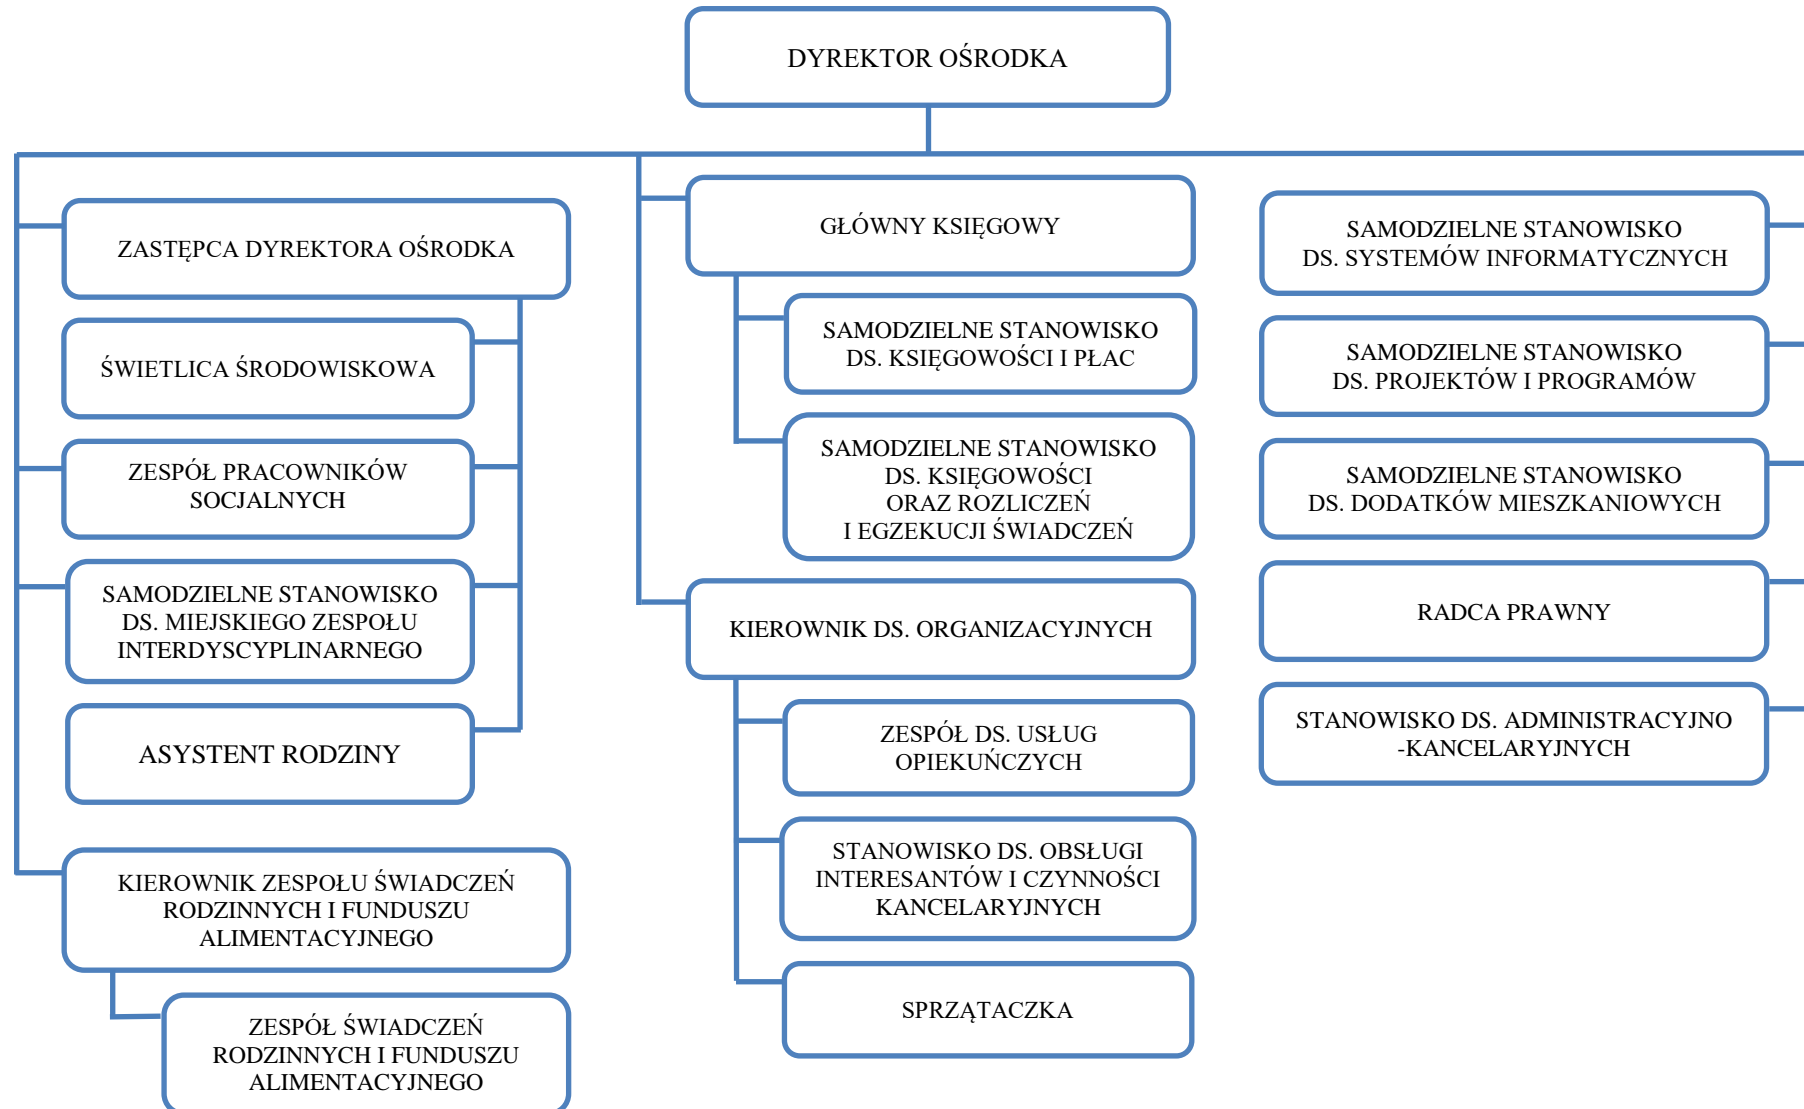 DYREKTOR OŚRODKA
ZASTĘPCA DYREKTORA OŚRODKA
ŚWIETLICA ŚRODOWISKOWA
ZESPÓŁ PRACOWNIKÓW
SOCJALNYCH
SAMODZIELNE STANOWISKO
DS. MIEJSKIEGO ZESPOŁU
INTERDYSCYPLINARNEGO
ASYSTENT RODZINY
KIEROWNIK ZESPOŁU ŚWIADCZEŃ
RODZINNYCH I FUNDUSZU
ALIMENTACYJNEGO
ZESPÓŁ ŚWIADCZEŃ
RODZINNYCH I FUNDUSZU
ALIMENTACYJNEGO
GŁÓWNY KSIĘGOWY
SAMODZIELNE STANOWISKO
DS. KSIĘGOWOŚCI I PŁAC
SAMODZIELNE STANOWISKO
DS. KSIĘGOWOŚCI
ORAZ ROZLICZEŃ
I EGZEKUCJI ŚWIADCZEŃ
KIEROWNIK DS. ORGANIZACYJNYCH
ZESPÓŁ DS. USŁUG
OPIEKUŃCZYCH
STANOWISKO DS. OBSŁUGI
INTERESANTÓW I CZYNNOŚCI
KANCELARYJNYCH
SPRZĄTACZKA
SAMODZIELNE STANOWISKO
DS. SYSTEMÓW INFORMATYCZNYCH
SAMODZIELNE STANOWISKO
DS. PROJEKTÓW I PROGRAMÓW
SAMODZIELNE STANOWISKO
DS. DODATKÓW MIESZKANIOWYCH
RADCA PRAWNY
STANOWISKO DS. ADMINISTRACYJNO
-KANCELARYJNYCH